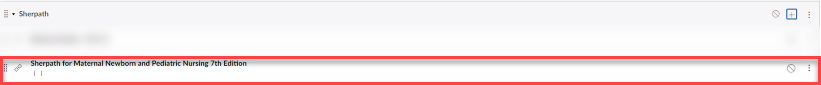 Sherpath
Sherpath for Maternal Newborn and Pediatric Nursing 7th Edition
| |